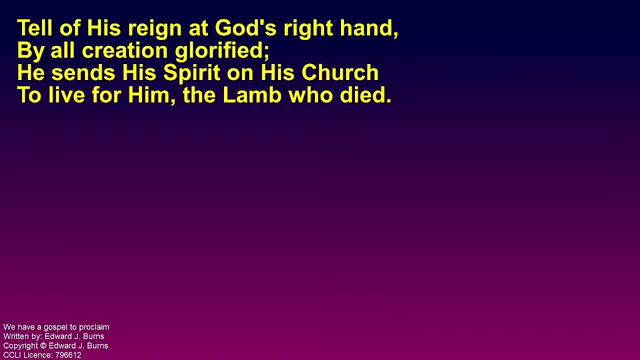 Tell of His reign at God's right hand,
By all creation glorified;
He sends His Spirit on His Church
To live for Him, the Lamb who died.
We have a gospel to proclaim
Written by: Edward J. Burns
Copyright © Edward J. Burns
CCLI Licence: 796612